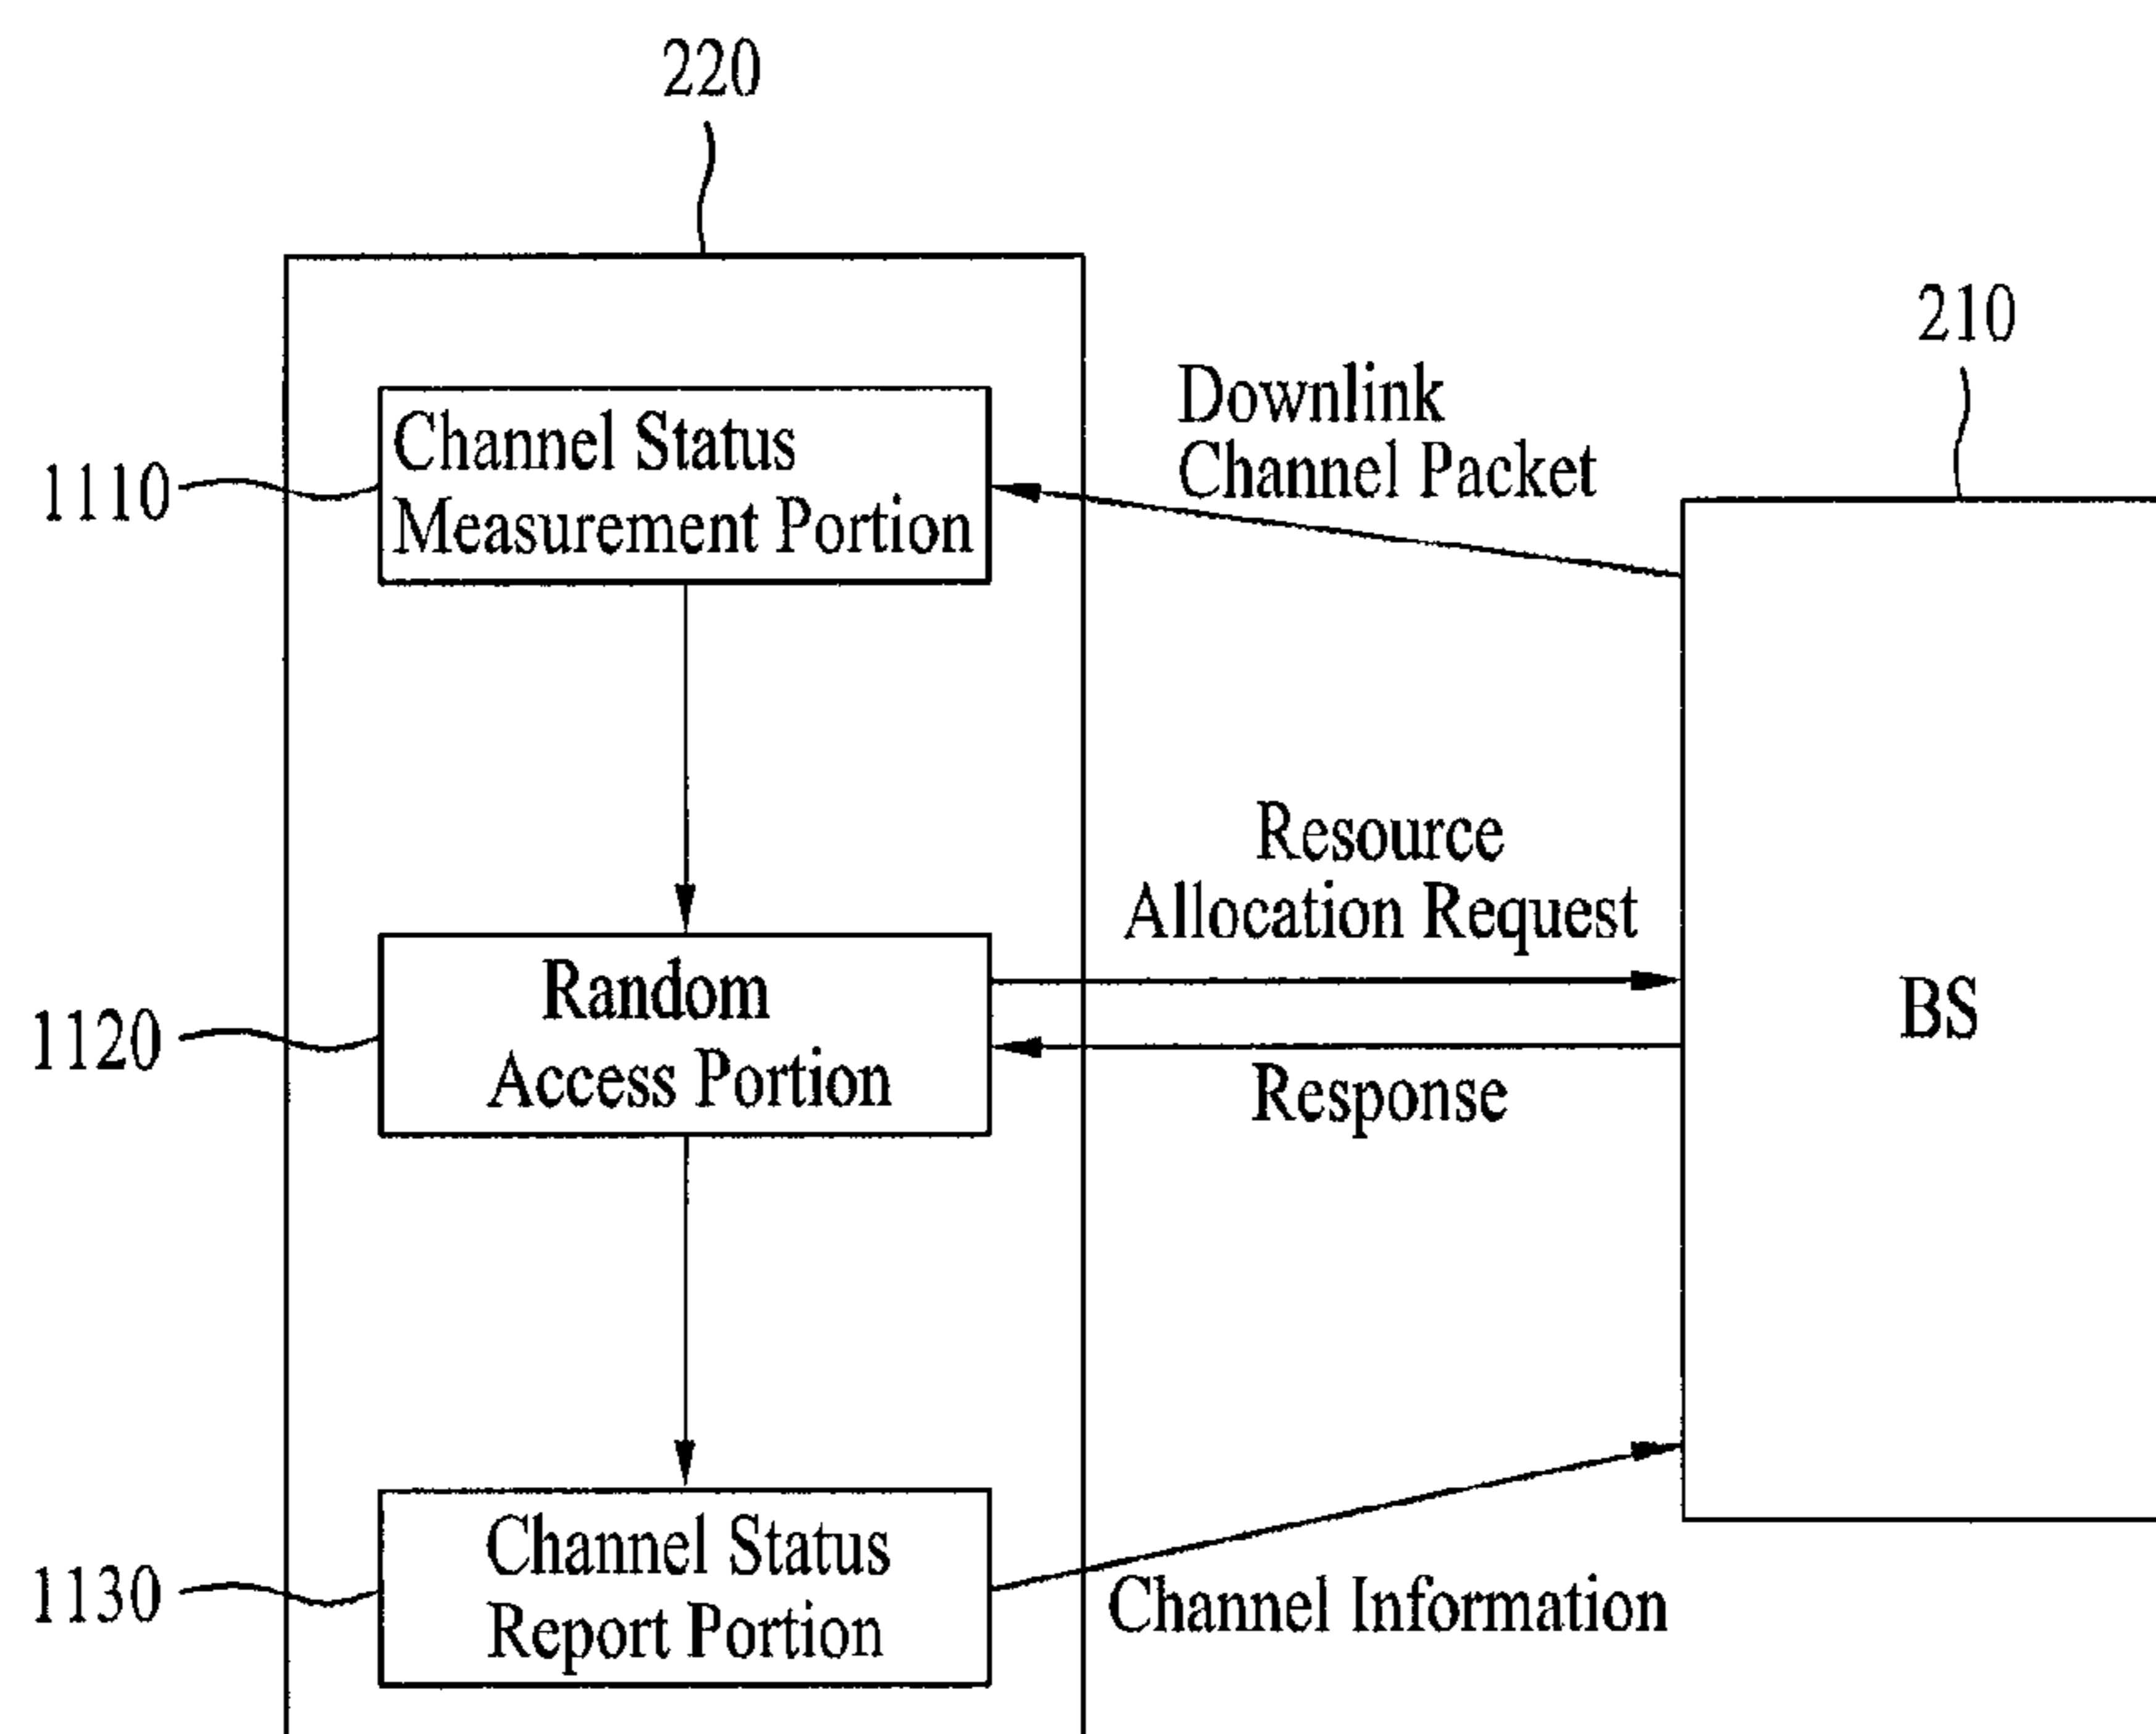 220
210
Downlink
Channel Packet
Channel Status
Measurement Portion
1110
Resource
Allocation Request
Random
Access Portion
1120
BS
Response
Channel Status
Report Portion
1130
Channel Information